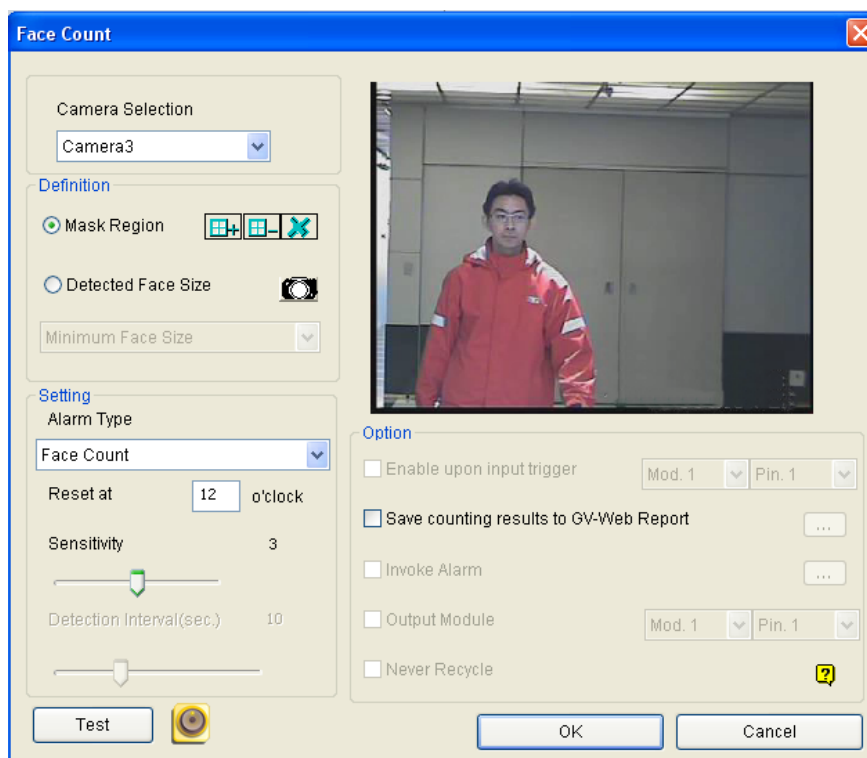 Face Count
Camera Selection
Camera3
Definition
Mask Region
Detected Face Size
Minimum Face Size
Setting
Alarm Type
Face Count
Reset at 12 o'clock
Sensitivity 3
Detection Interval(sec.) 10
Test
Option
Enable upon input trigger Mod. 1 Pin. 1
Save counting results to GV-Web Report ...
Invoke Alarm ...
Output Module Mod. 1 Pin. 1
Never Recycle ?
OK Cancel